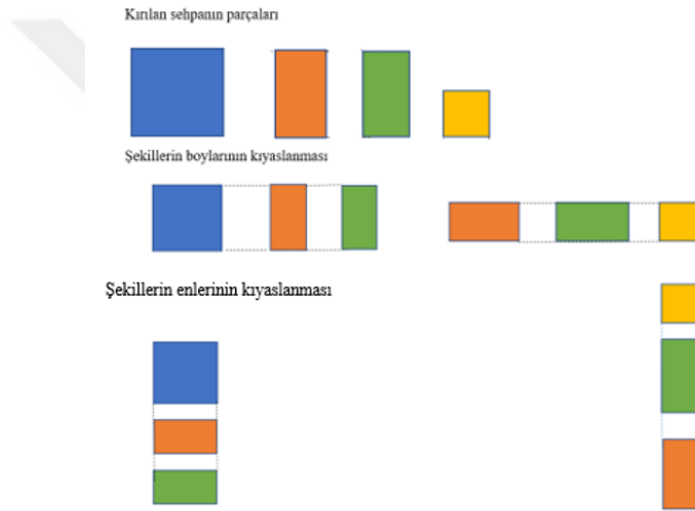 Kırılan sehpanın parçaları
Şekillerin boylarının kıyaslanması
Şekillerin enlerinin kıyaslanması